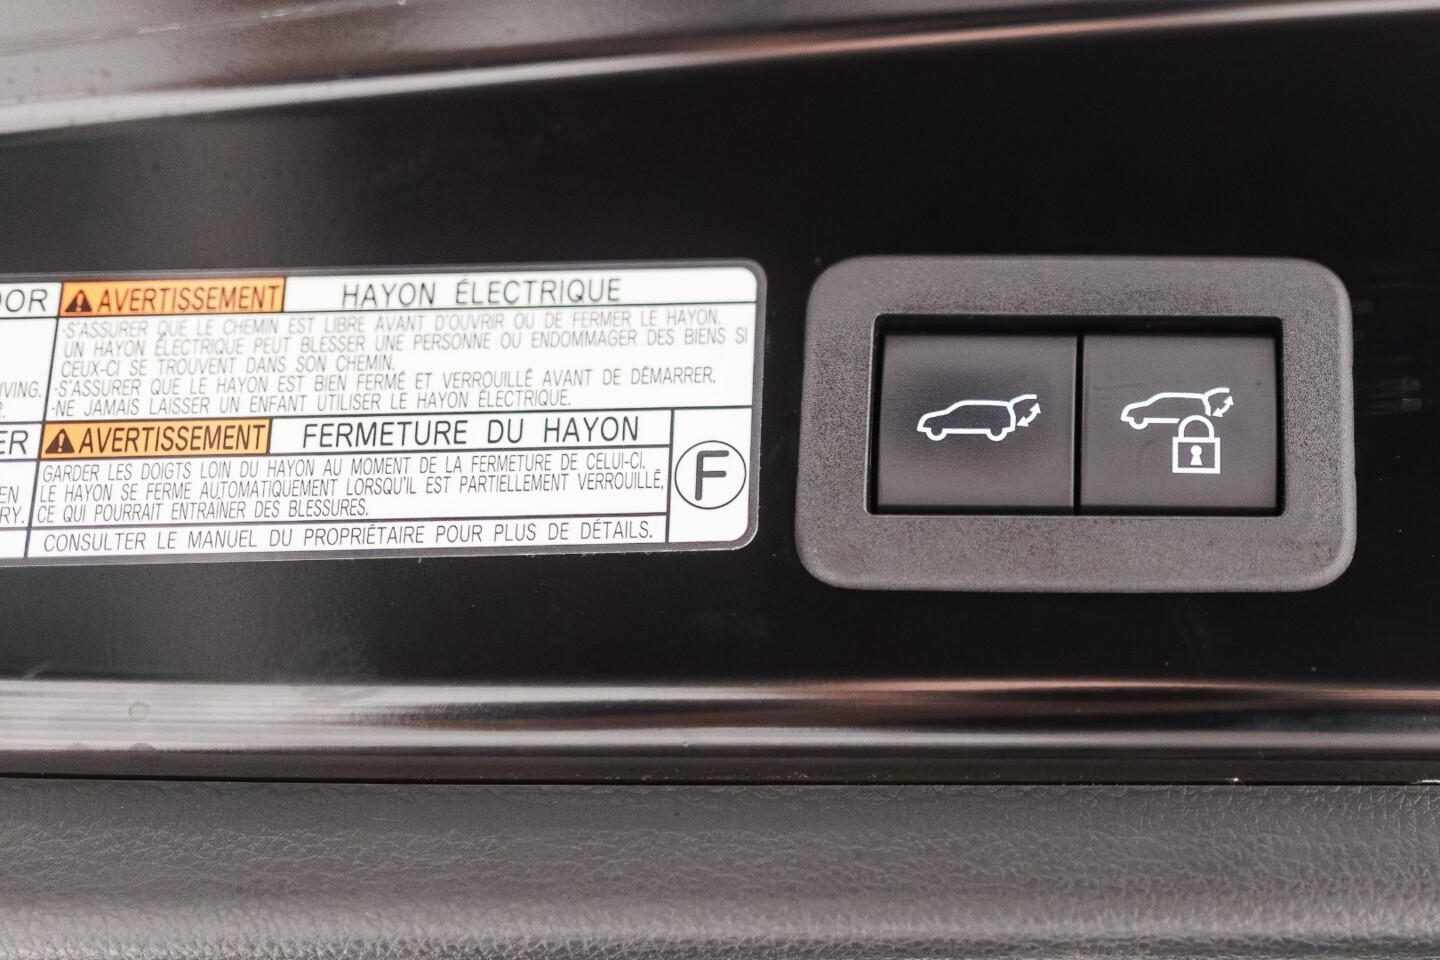 OOR
AVERTISSEMENT HAYON ÉLECTRIQUE
·S'ASSURER QUE LE CHEMIN EST LIBRE AVANT D'OUVRIR OU DE FERMER LE HAYON,
UN HAYON ÉLECTRIQUE PEUT BLESSER UNE PERSONNE OU ENDOMMAGER DES BIENS SI
CEUX-CI SE TROUVENT DANS SON CHEMIN.
VING.
·S'ASSURER QUE LE HAYON EST BIEN FERMÉ ET VERROUILLÉ AVANT DE DÉMARRER.
·NE JAMAIS LAISSER UN ENFANT UTILISER LE HAYON ÉLECTRIQUE.
ER
AVERTISSEMENT FERMETURE DU HAYON
GARDER LES DOIGTS LOIN DU HAYON AU MOMENT DE LA FERMETURE DE CELUI-CI.
EN
LE HAYON SE FERME AUTOMATIQUEMENT LORSQU'IL EST PARTIELLEMENT VERROUILLÉ,
RY.
CE QUI POURRAIT ENTRAÎNER DES BLESSURES.
CONSULTER LE MANUEL DU PROPRIÉTAIRE POUR PLUS DE DÉTAILS.
F